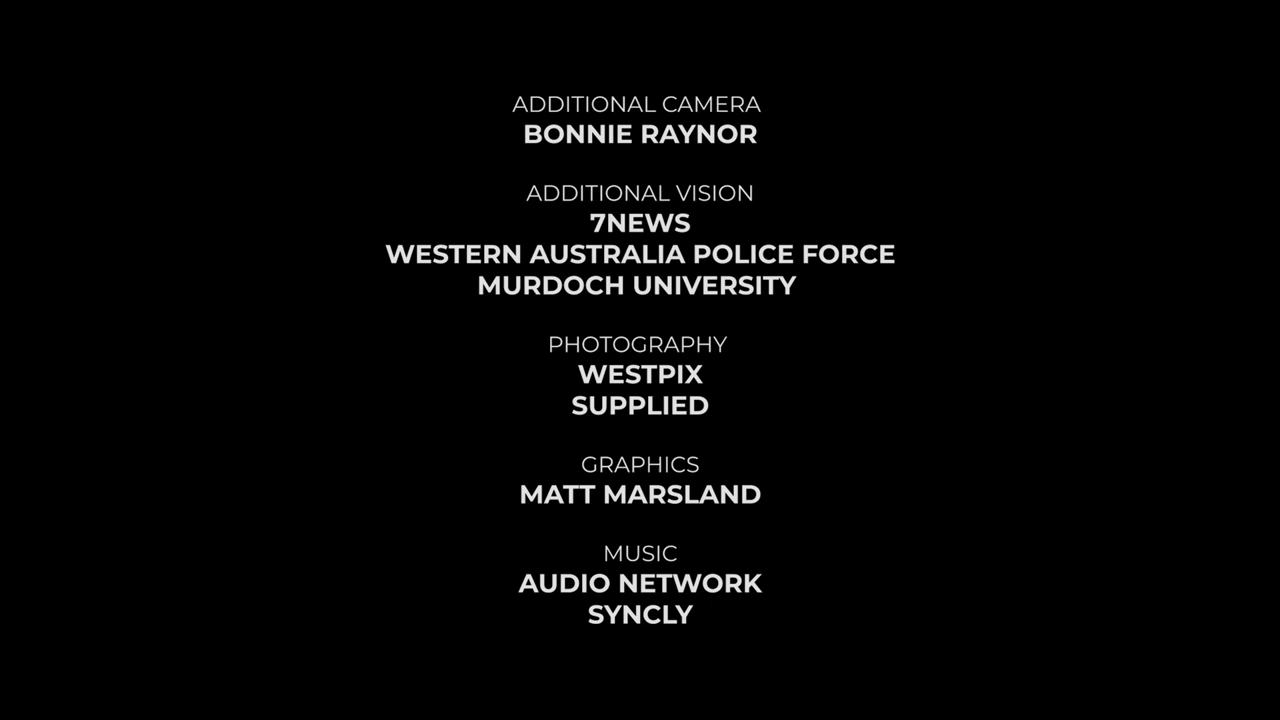 ADDITIONAL CAMERA
BONNIE RAYNOR
ADDITIONAL VISION
7NEWS
WESTERN AUSTRALIA POLICE FORCE
MURDOCH UNIVERSITY
PHOTOGRAPHY
WESTPIX
SUPPLIED
GRAPHICS
MATT MARSLAND
MUSIC
AUDIO NETWORK
SYNCLY